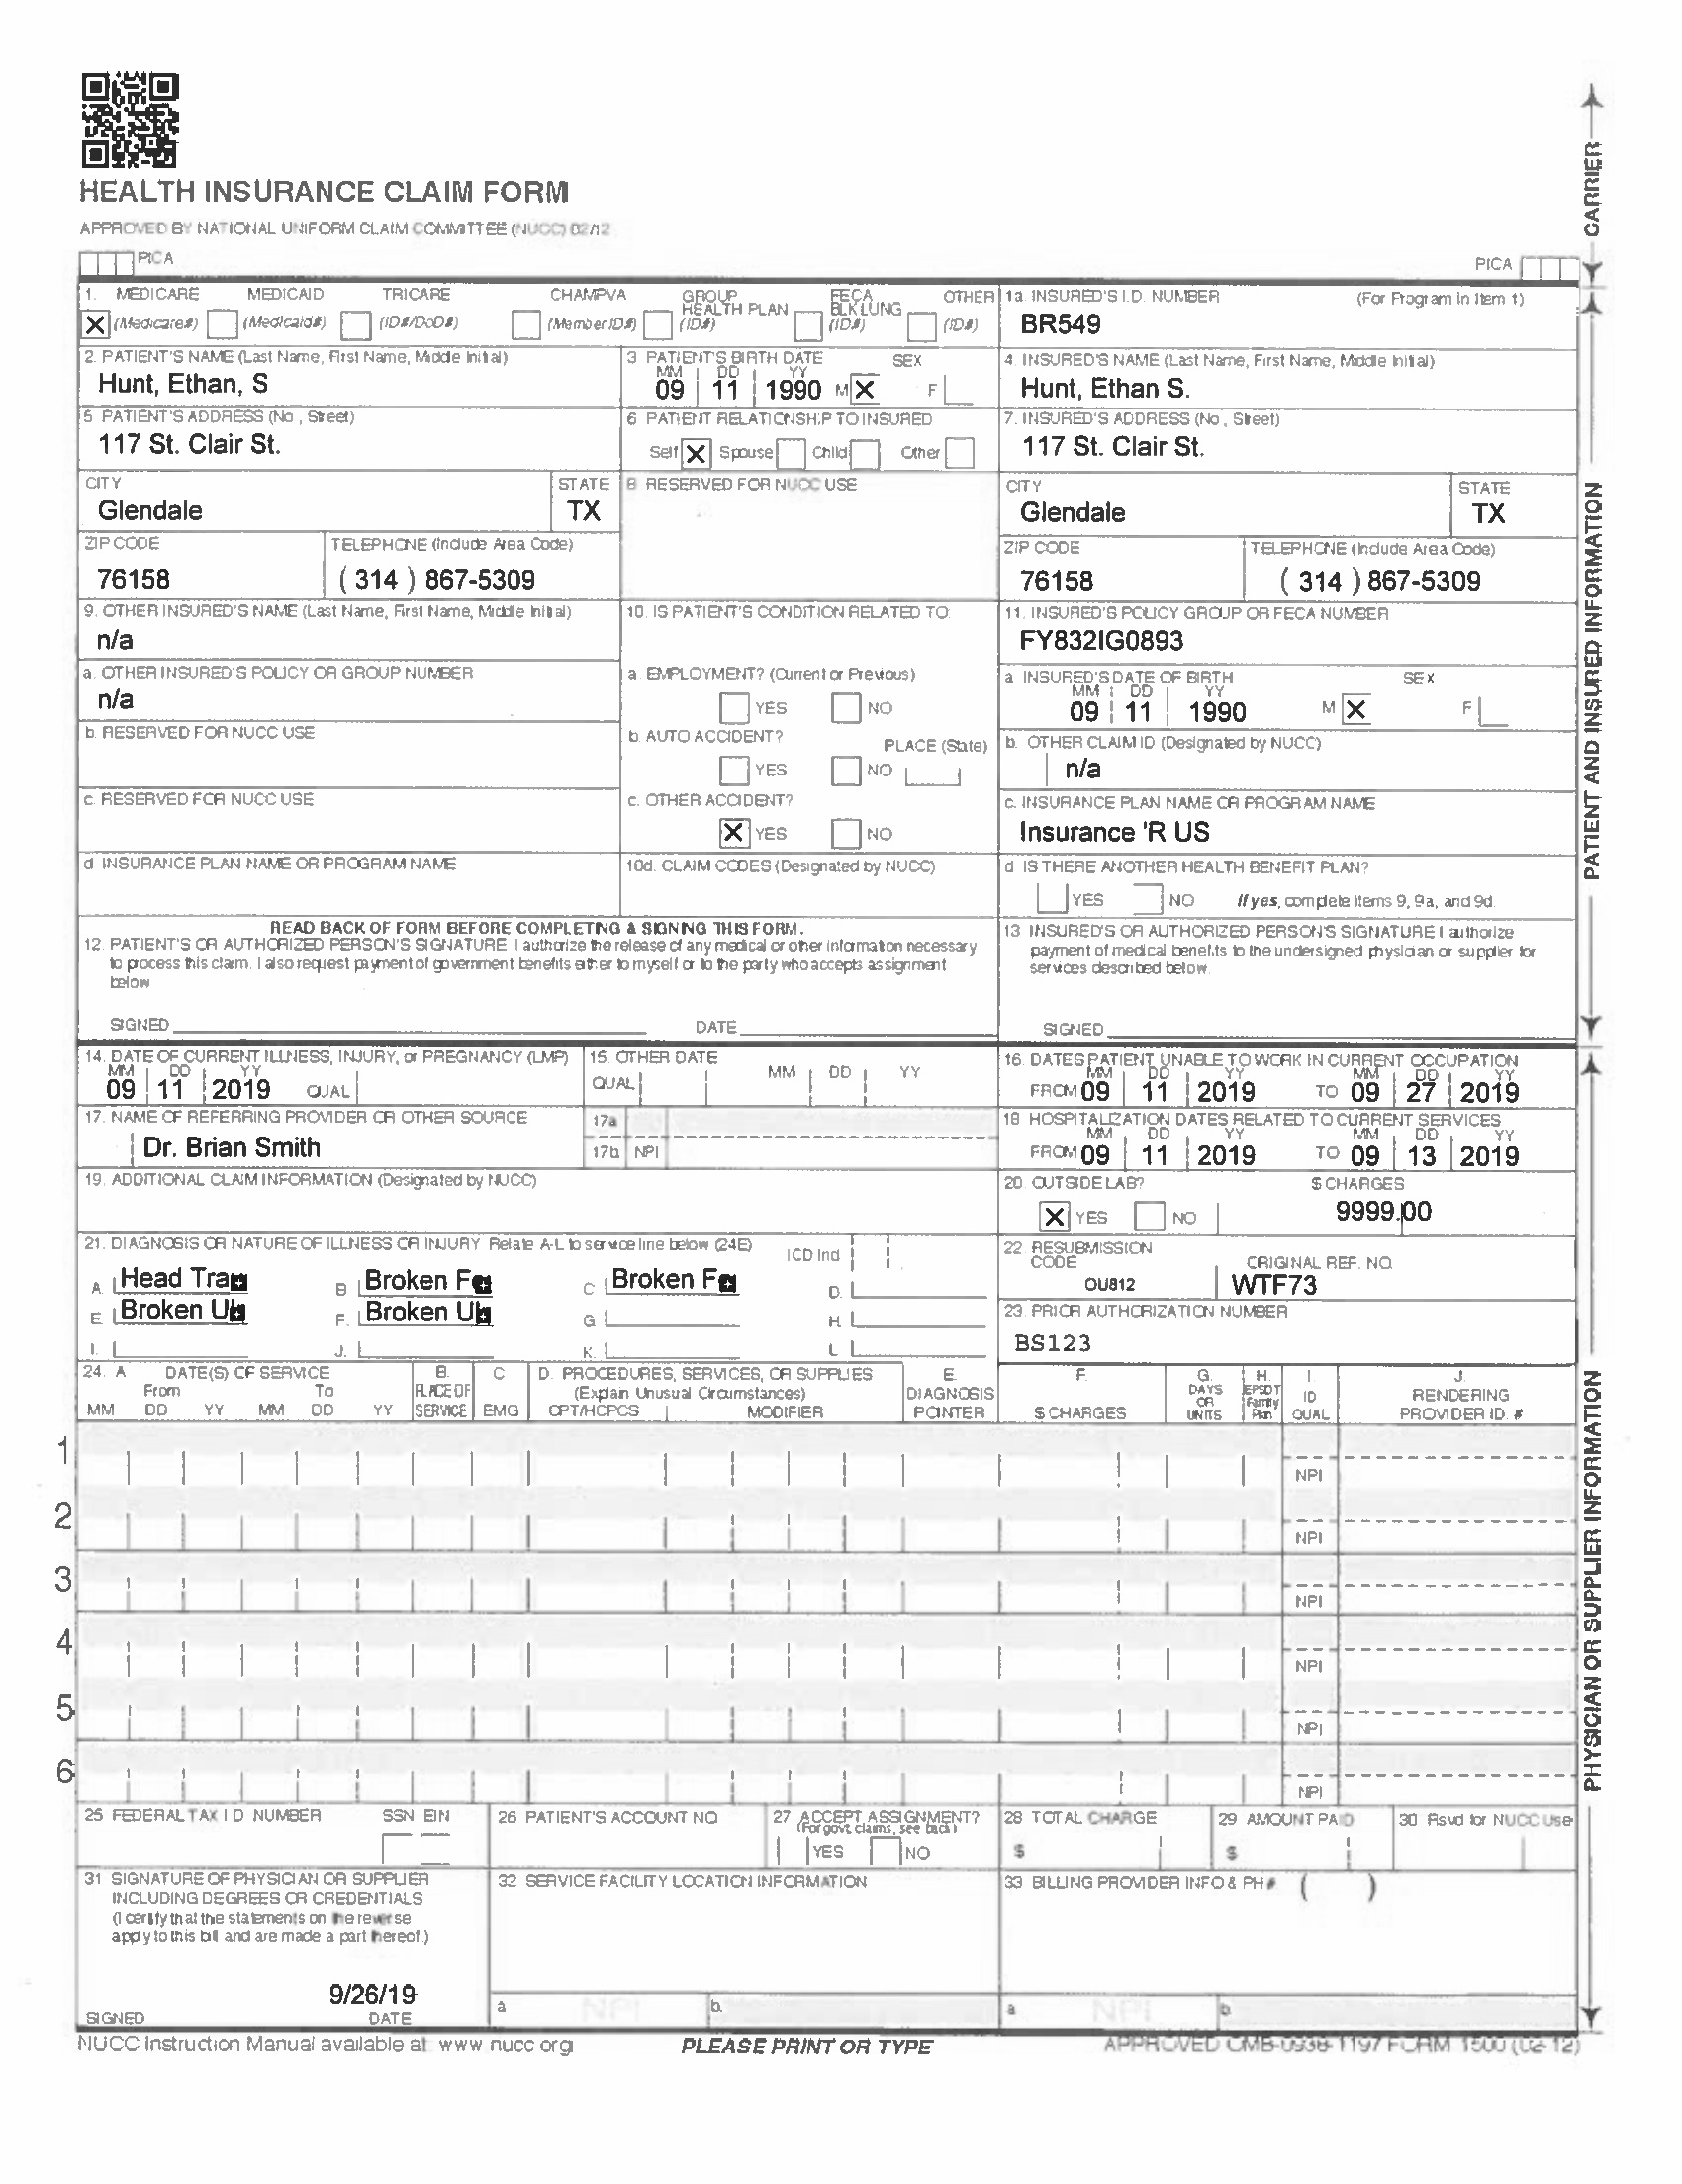 HEALTH INSURANCE CLAIM FORM
APPROVED BY NATIONAL UNIFORM CLAIM COMMITTEE (NUCC) 02/12
PICA
PICA
CARRIER
1. MEDICARE MEDICAID TRICARE CHAMPVA GROUP HEALTH PLAN FECA BLK LUNG OTHER
X (Medicare#) (Medicaid#) (ID#/DoD#) (Member ID#) (ID#) (ID#) (ID#)
1a. INSURED'S I.D. NUMBER (For Program in Item 1)
BR549
2. PATIENT'S NAME (Last Name, First Name, Middle Initial)
Hunt, Ethan, S
3 PATIENT'S BIRTH DATE SEX
MM DD YY
09 11 1990 M X F
4. INSURED'S NAME (Last Name, First Name, Middle Initial)
Hunt, Ethan S.
5 PATIENT'S ADDRESS (No, Street)
117 St. Clair St.
6 PATIENT RELATIONSHIP TO INSURED
Self X Spouse Child Other
7. INSURED'S ADDRESS (No, Street)
117 St. Clair St.
CITY STATE
Glendale TX
8 RESERVED FOR NUCC USE
CITY STATE
Glendale TX
ZIP CODE TELEPHONE (Include Area Code)
76158 ( 314 ) 867-5309
ZIP CODE TELEPHONE (Include Area Code)
76158 ( 314 ) 867-5309
9. OTHER INSURED'S NAME (Last Name, First Name, Middle Initial)
n/a
10. IS PATIENT'S CONDITION RELATED TO
11. INSURED'S POLICY GROUP OR FECA NUMBER
FY832IG0893
a. OTHER INSURED'S POLICY OR GROUP NUMBER
n/a
a. EMPLOYMENT? (Current or Previous)
YES NO
a INSURED'S DATE OF BIRTH SEX
MM DD YY
09 11 1990 M X F
b. RESERVED FOR NUCC USE
b. AUTO ACCIDENT? PLACE (State)
YES NO
b. OTHER CLAIM ID (Designated by NUCC)
n/a
c. RESERVED FOR NUCC USE
c. OTHER ACCIDENT?
X YES NO
c. INSURANCE PLAN NAME OR PROGRAM NAME
Insurance 'R US
d INSURANCE PLAN NAME OR PROGRAM NAME
10d. CLAIM CODES (Designated by NUCC)
d IS THERE ANOTHER HEALTH BENEFIT PLAN?
YES NO If yes, complete items 9, 9a, and 9d.
PATIENT AND INSURED INFORMATION
READ BACK OF FORM BEFORE COMPLETING & SIGNING THIS FORM.
12. PATIENT'S OR AUTHORIZED PERSON'S SIGNATURE I authorize the release of any medical or other information necessary
to process this claim. I also request payment of government benefits either to myself or to the party who accepts assignment
below
SIGNED DATE
13 INSURED'S OR AUTHORIZED PERSON'S SIGNATURE I authorize
payment of medical benefits to the undersigned physician or supplier for
services described below.
SIGNED
14. DATE OF CURRENT ILLNESS, INJURY, or PREGNANCY (LMP)
MM DD YY
09 11 2019 QUAL
15. OTHER DATE
QUAL MM DD YY
16. DATES PATIENT UNABLE TO WORK IN CURRENT OCCUPATION
MM DD YY MM DD YY
FROM 09 11 2019 TO 09 27 2019
17. NAME OF REFERRING PROVIDER OR OTHER SOURCE
Dr. Brian Smith
17a
17b NPI
18 HOSPITALIZATION DATES RELATED TO CURRENT SERVICES
MM DD YY MM DD YY
FROM 09 11 2019 TO 09 13 2019
19. ADDITIONAL CLAIM INFORMATION (Designated by NUCC)
20. OUTSIDE LAB? $ CHARGES
X YES NO 9999.00
21. DIAGNOSIS OR NATURE OF ILLNESS OR INJURY Relate A-L to service line below (24E) ICD Ind
A. Head Tra B Broken F C Broken F D.
E. Broken Ul F. Broken Ul G H.
I. J. K. L
22 RESUBMISSION CODE ORIGINAL REF. NO.
OU812 WTF73
23. PRIOR AUTHORIZATION NUMBER
BS123
24. A DATE(S) OF SERVICE B. C D. PROCEDURES, SERVICES, OR SUPPLIES E. F. G. H. I. J.
From To PLACE OF (Explain Unusual Circumstances) DIAGNOSIS DAYS OR EPSDT Family ID RENDERING
MM DD YY MM DD YY SERVICE EMG CPT/HCPCS MODIFIER POINTER $ CHARGES UNITS Plan QUAL PROVIDER ID. #
1
NPI
2
NPI
3
NPI
4
NPI
5
NPI
6
NPI
PHYSICIAN OR SUPPLIER INFORMATION
25 FEDERAL TAX I D NUMBER SSN EIN
26 PATIENT'S ACCOUNT NO
27 ACCEPT ASSIGNMENT?
(For govt. claims, see back)
YES NO
28 TOTAL CHARGE
$
29 AMOUNT PAID
$
30 Rsvd for NUCC Use
31 SIGNATURE OF PHYSICIAN OR SUPPLIER
INCLUDING DEGREES OR CREDENTIALS
(I certify that the statements on the reverse
apply to this bill and are made a part thereof.)
9/26/19
SIGNED DATE
32 SERVICE FACILITY LOCATION INFORMATION
a NPI b.
33 BILLING PROVIDER INFO & PH # ( )
a. NPI b
NUCC Instruction Manual available at: www nucc org
PLEASE PRINT OR TYPE
APPROVED OMB-0938-1197 FORM 1500 (02-12)